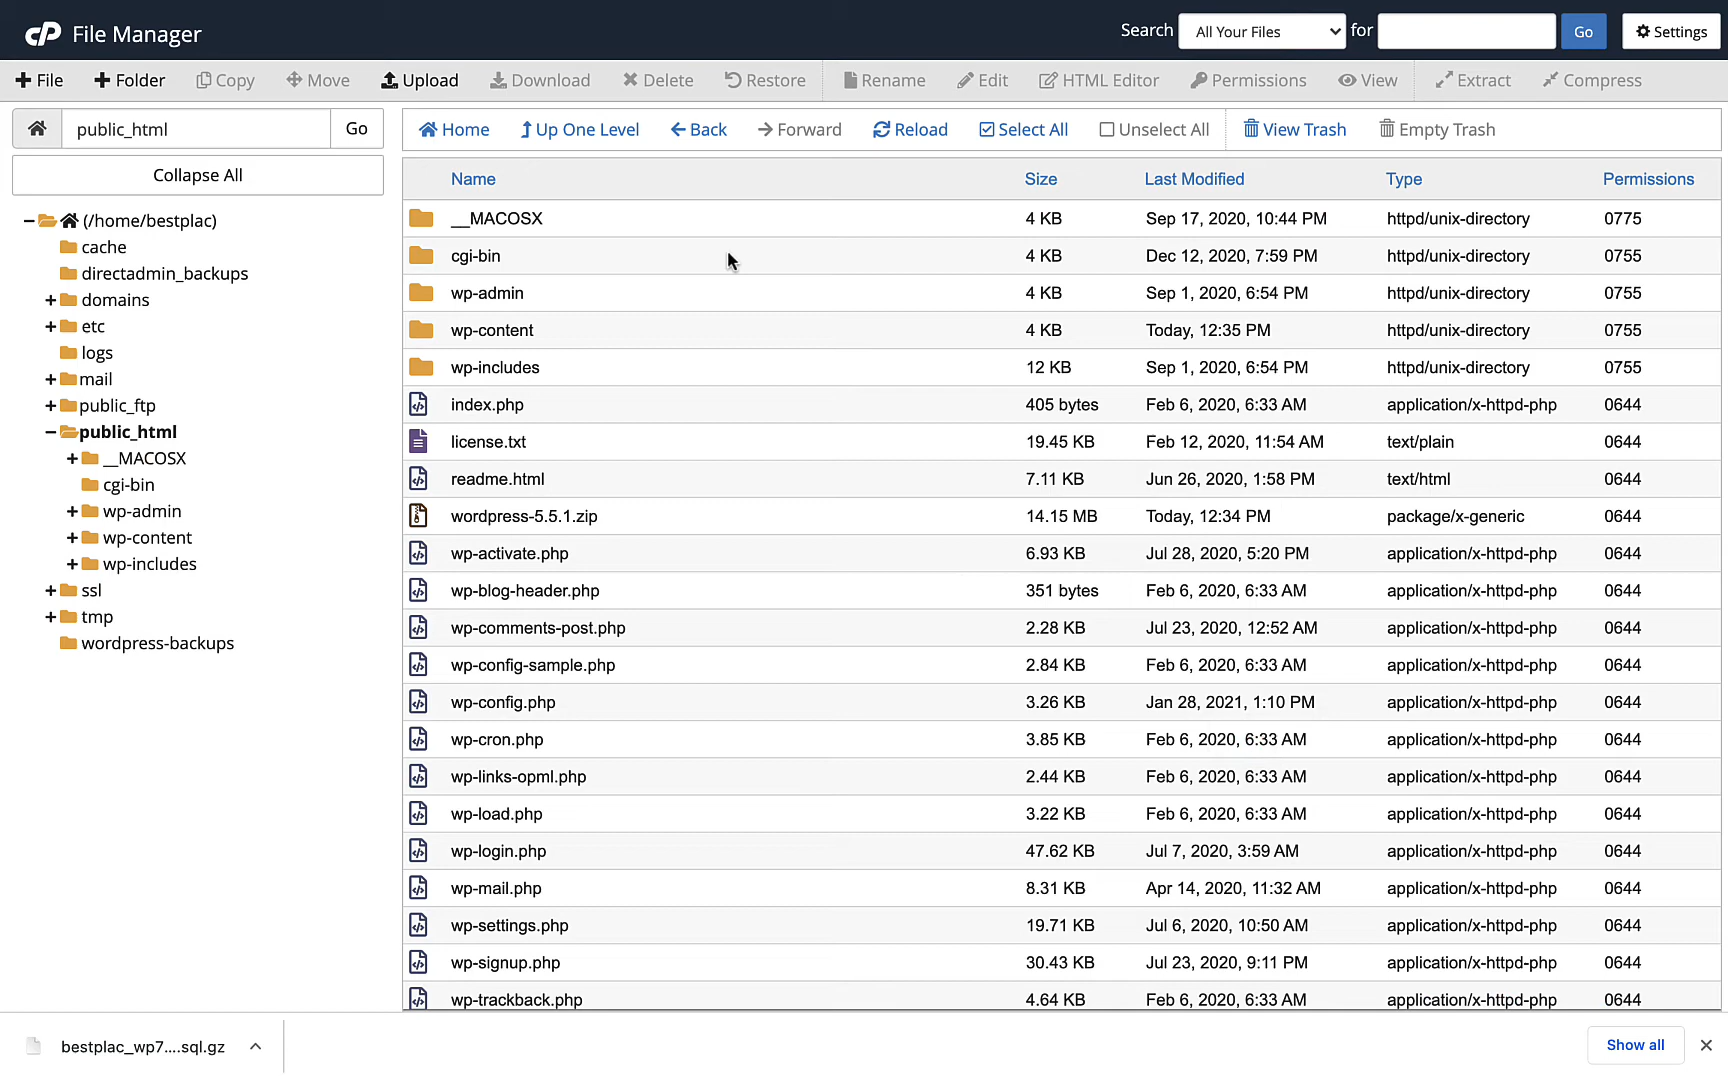 cP File Manager
Search All Your Files for Go Settings
File Folder Copy Move Upload Download Delete Restore Rename Edit HTML Editor Permissions View Extract Compress
public_html Go
Home Up One Level Back Forward Reload Select All Unselect All View Trash Empty Trash
Collapse All
(/home/bestplac)
cache
directadmin_backups
domains
etc
logs
mail
public_ftp
public_html
__MACOSX
cgi-bin
wp-admin
wp-content
wp-includes
ssl
tmp
wordpress-backups
Name Size Last Modified Type Permissions
__MACOSX 4 KB Sep 17, 2020, 10:44 PM httpd/unix-directory 0775
cgi-bin 4 KB Dec 12, 2020, 7:59 PM httpd/unix-directory 0755
wp-admin 4 KB Sep 1, 2020, 6:54 PM httpd/unix-directory 0755
wp-content 4 KB Today, 12:35 PM httpd/unix-directory 0755
wp-includes 12 KB Sep 1, 2020, 6:54 PM httpd/unix-directory 0755
index.php 405 bytes Feb 6, 2020, 6:33 AM application/x-httpd-php 0644
license.txt 19.45 KB Feb 12, 2020, 11:54 AM text/plain 0644
readme.html 7.11 KB Jun 26, 2020, 1:58 PM text/html 0644
wordpress-5.5.1.zip 14.15 MB Today, 12:34 PM package/x-generic 0644
wp-activate.php 6.93 KB Jul 28, 2020, 5:20 PM application/x-httpd-php 0644
wp-blog-header.php 351 bytes Feb 6, 2020, 6:33 AM application/x-httpd-php 0644
wp-comments-post.php 2.28 KB Jul 23, 2020, 12:52 AM application/x-httpd-php 0644
wp-config-sample.php 2.84 KB Feb 6, 2020, 6:33 AM application/x-httpd-php 0644
wp-config.php 3.26 KB Jan 28, 2021, 1:10 PM application/x-httpd-php 0644
wp-cron.php 3.85 KB Feb 6, 2020, 6:33 AM application/x-httpd-php 0644
wp-links-opml.php 2.44 KB Feb 6, 2020, 6:33 AM application/x-httpd-php 0644
wp-load.php 3.22 KB Feb 6, 2020, 6:33 AM application/x-httpd-php 0644
wp-login.php 47.62 KB Jul 7, 2020, 3:59 AM application/x-httpd-php 0644
wp-mail.php 8.31 KB Apr 14, 2020, 11:32 AM application/x-httpd-php 0644
wp-settings.php 19.71 KB Jul 6, 2020, 10:50 AM application/x-httpd-php 0644
wp-signup.php 30.43 KB Jul 23, 2020, 9:11 PM application/x-httpd-php 0644
wp-trackback.php 4.64 KB Feb 6, 2020, 6:33 AM application/x-httpd-php 0644
bestplac_wp7....sql.gz Show all